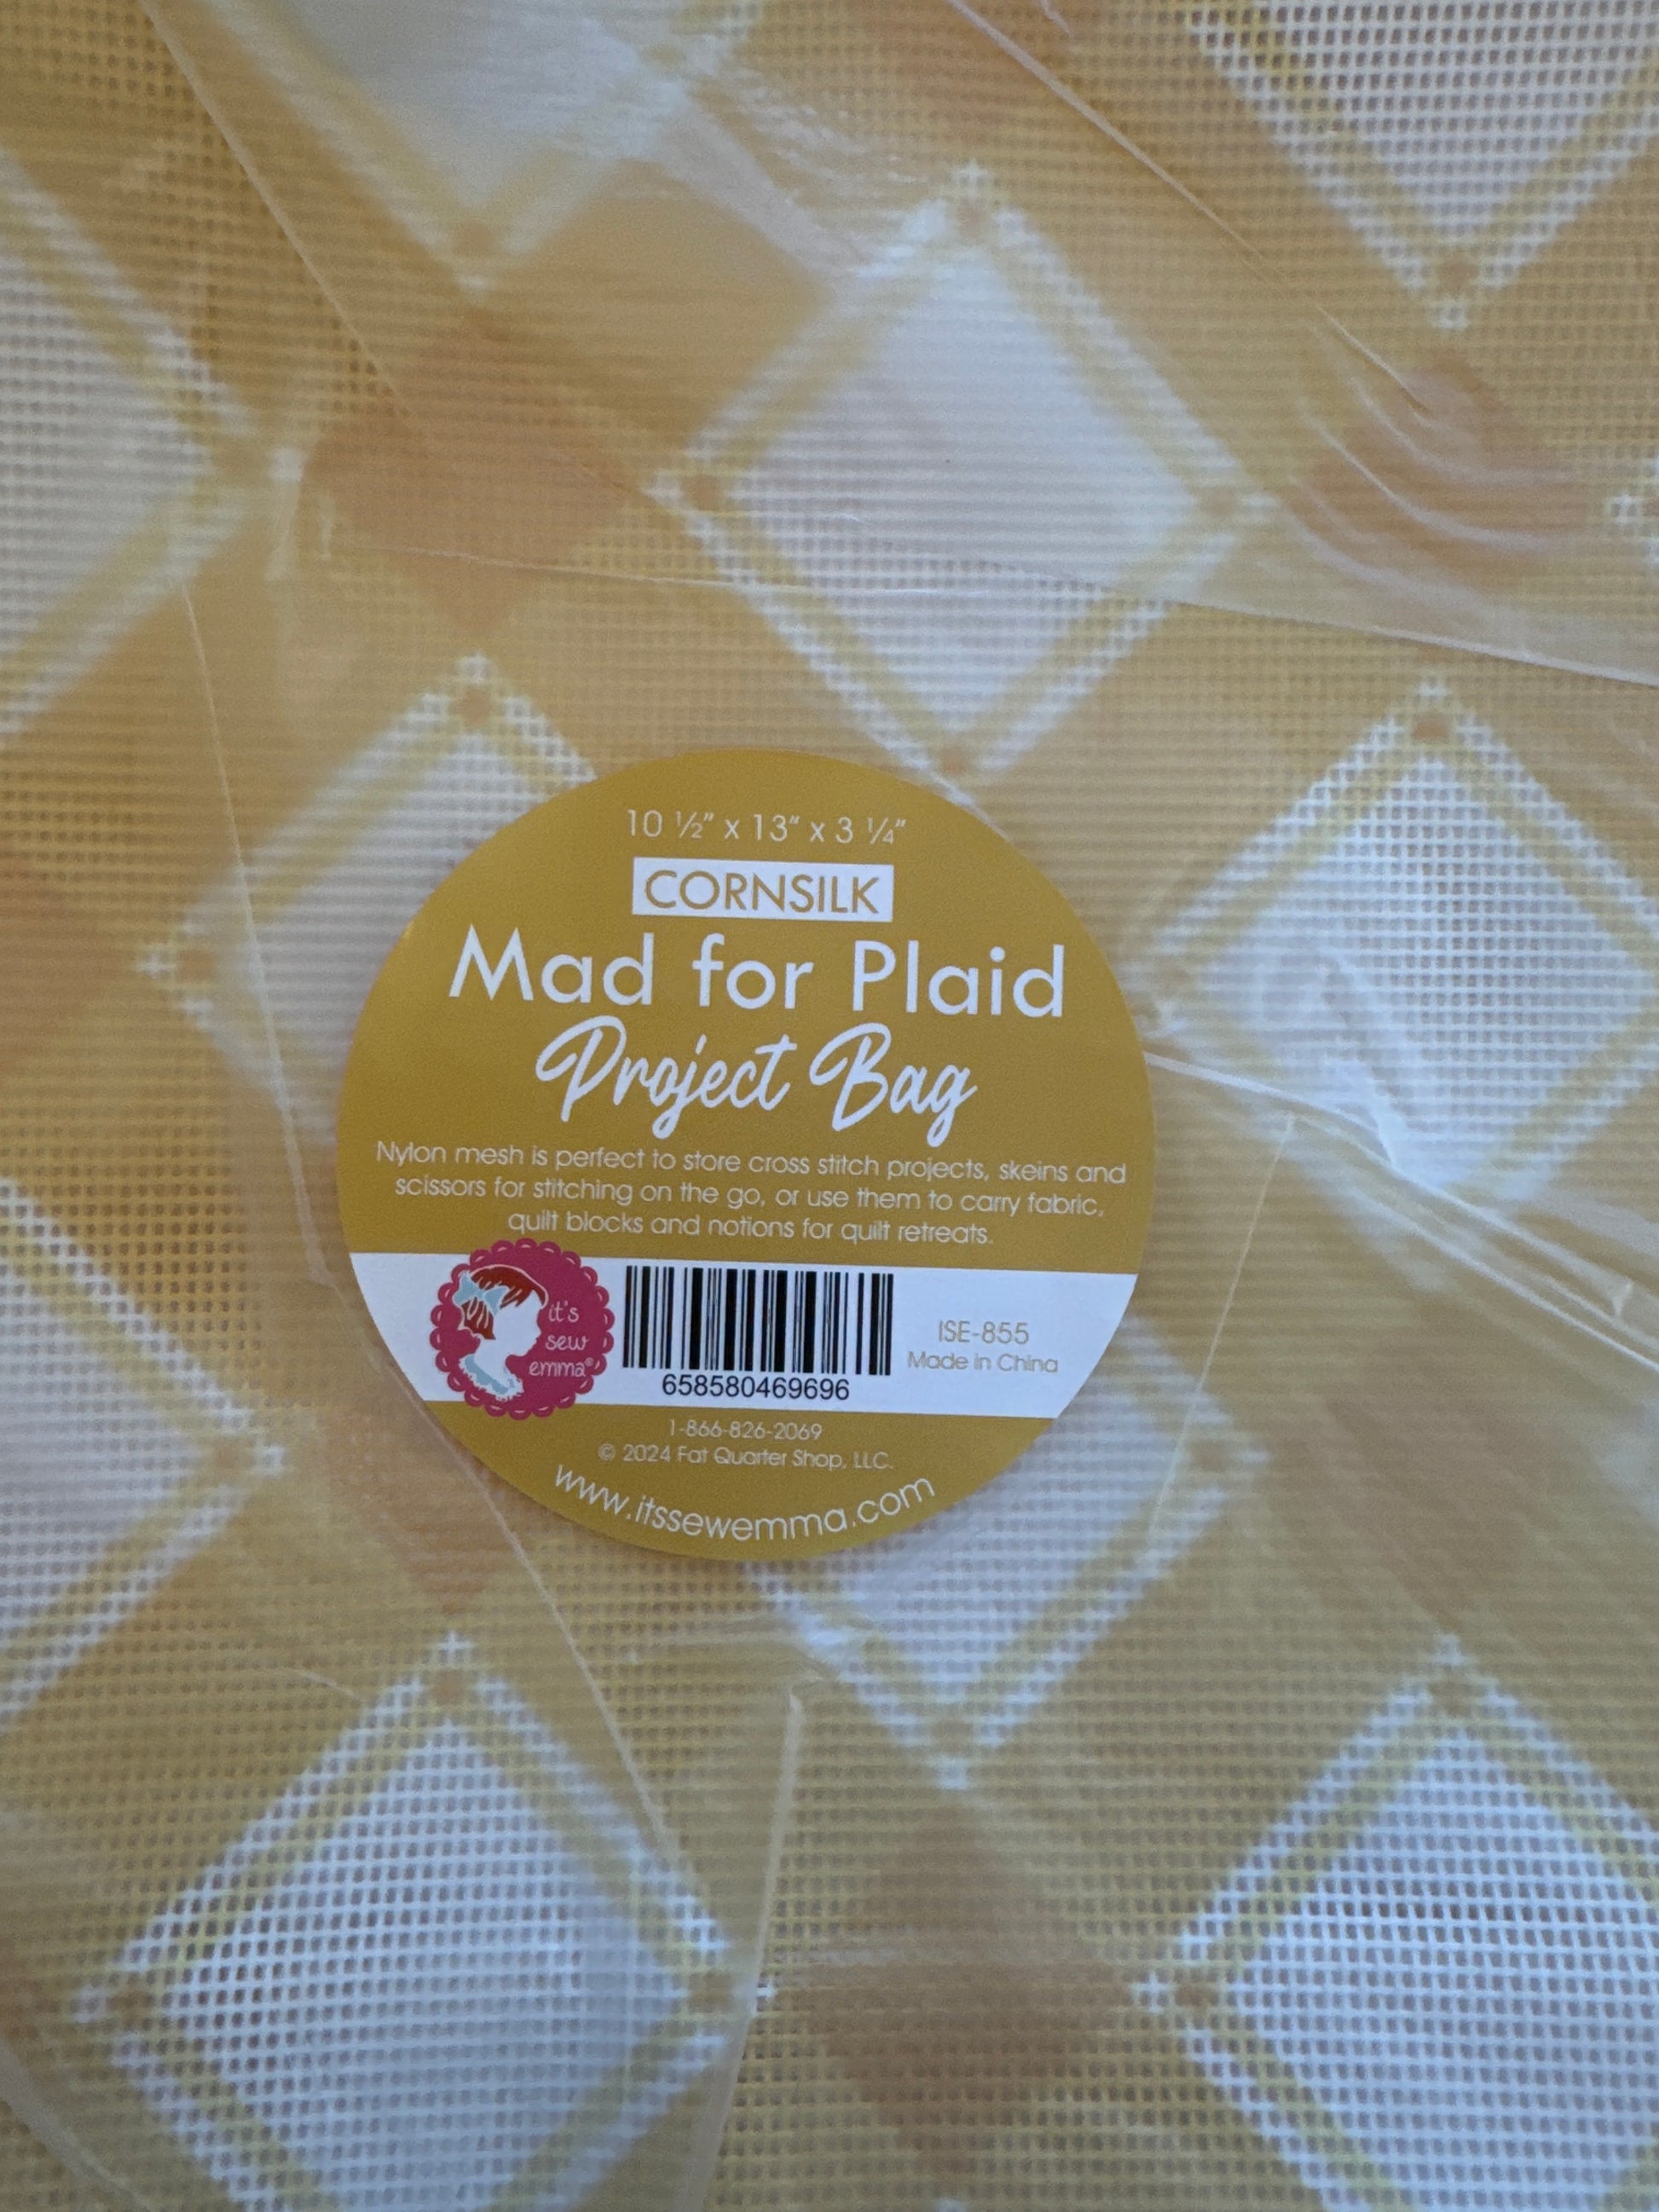 10 ½" x 13" x 3 ¼"
CORNSILK
Mad for Plaid
Project Bag
Nylon mesh is perfect to store cross stitch projects, skeins and
scissors for stitching on the go, or use them to carry fabric,
quilt blocks and notions for quilt retreats.
it's
sew
emma®
658580469696
ISE-855
Made in China
1-866-826-2069
© 2024 Fat Quarter Shop, LLC.
www.itssewemma.com